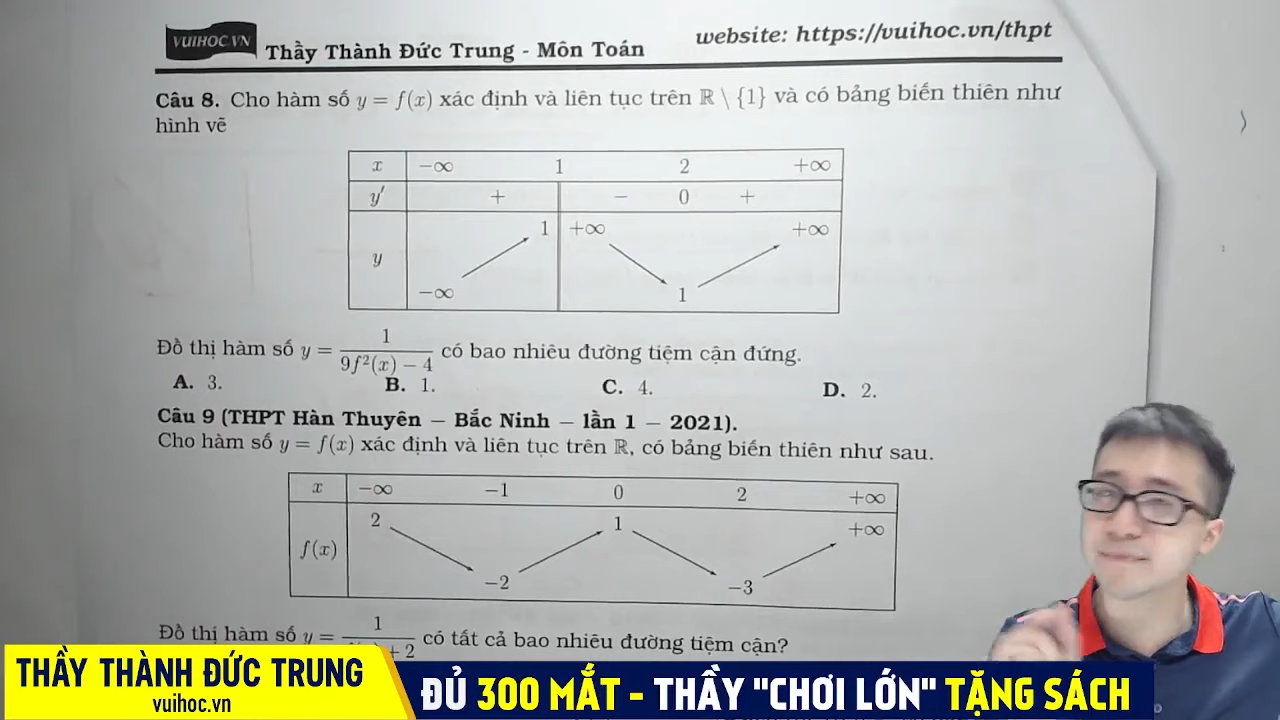 VUIHOC.VN
Thầy Thành Đức Trung - Môn Toán
website: https://vuihoc.vn/thpt
Câu 8. Cho hàm số y = f(x) xác định và liên tục trên ℝ \ {1} và có bảng biến thiên như
hình vẽ
x −∞ 1 2 +∞
y′ + − 0 +
1 +∞ +∞
y
−∞ 1
Đồ thị hàm số y = 1/(9f²(x) − 4) có bao nhiêu đường tiệm cận đứng.
A. 3. B. 1. C. 4. D. 2.
Câu 9 (THPT Hàn Thuyên − Bắc Ninh − lần 1 − 2021).
Cho hàm số y = f(x) xác định và liên tục trên ℝ, có bảng biến thiên như sau.
x −∞ −1 0 2 +∞
2 1 +∞
f(x)
−2 −3
Đồ thị hàm số y = 1/ + 2 có tất cả bao nhiêu đường tiệm cận?
THẦY THÀNH ĐỨC TRUNG
vuihoc.vn
ĐỦ 300 MẮT - THẦY "CHƠI LỚN" TẶNG SÁCH